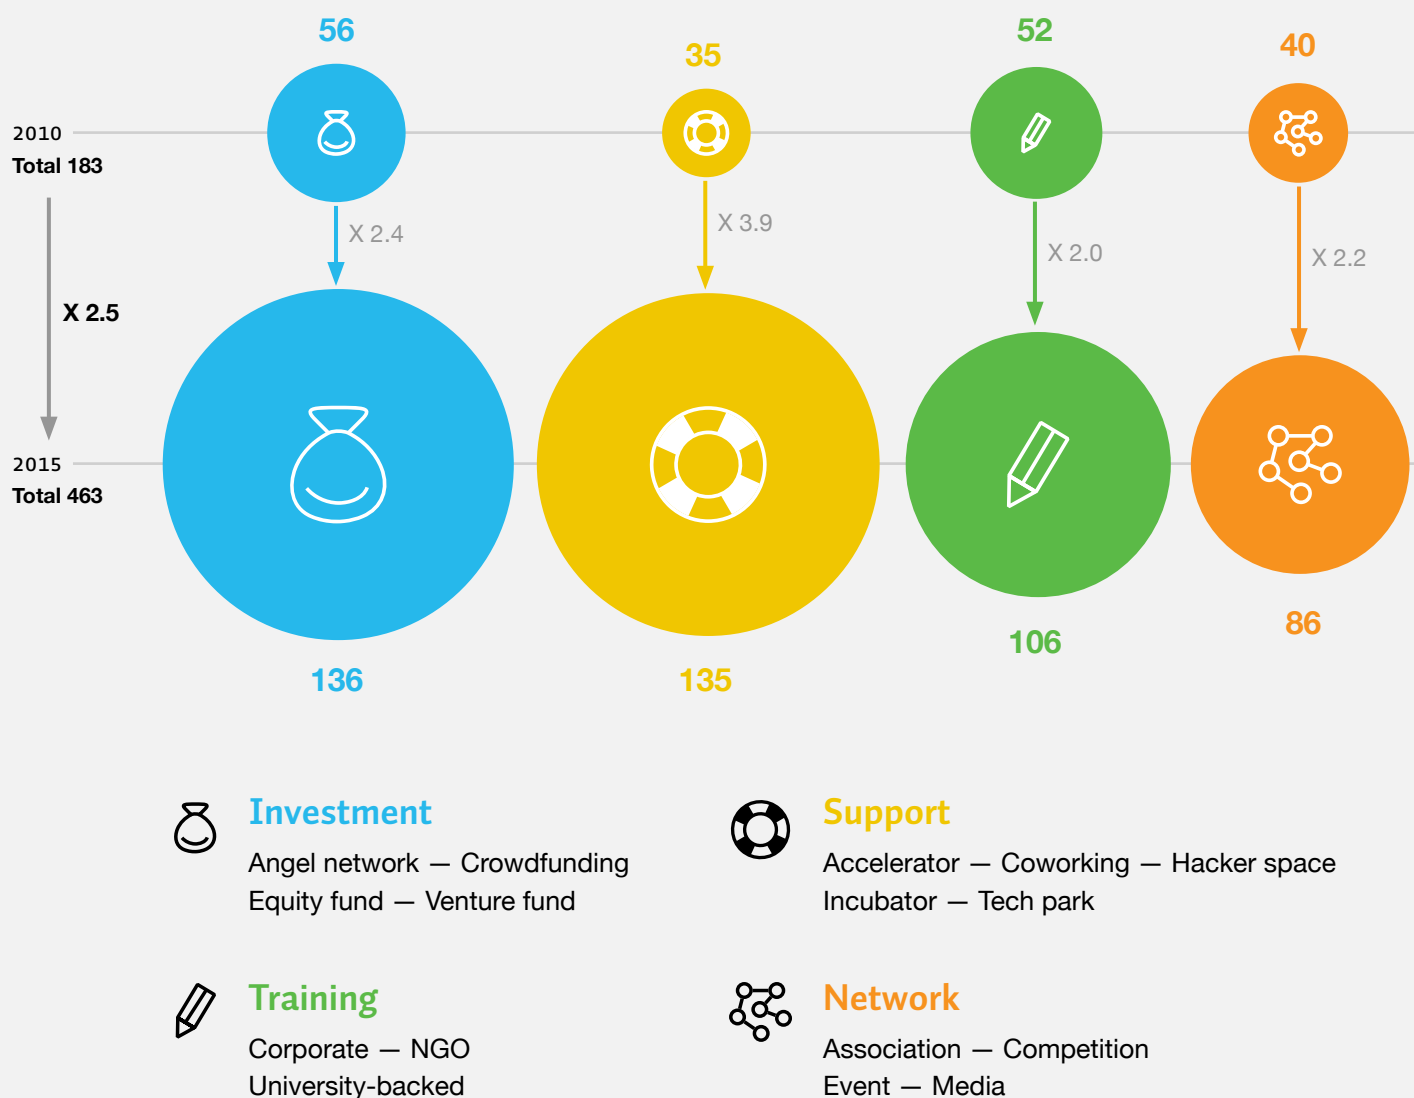 56
35
52
40
2010
Total 183
X 2.4
X 3.9
X 2.0
X 2.2
X 2.5
2015
Total 463
136
135
106
86
Investment
Angel network — Crowdfunding
Equity fund — Venture fund
Support
Accelerator — Coworking — Hacker space
Incubator — Tech park
Training
Corporate — NGO
University-backed
Network
Association — Competition
Event — Media